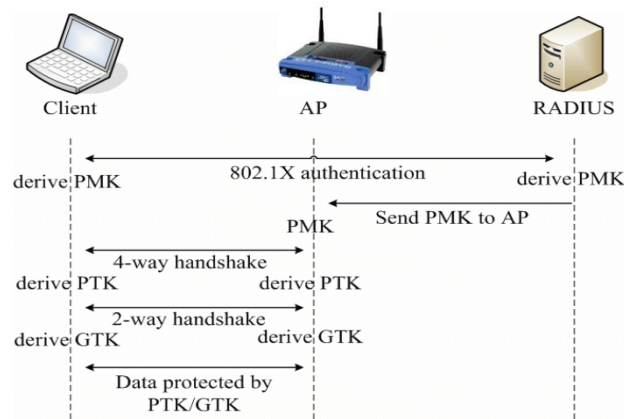 Client
AP
RADIUS
802.1X authentication
derive PMK
derive PMK
Send PMK to AP
PMK
4-way handshake
derive PTK
derive PTK
2-way handshake
derive GTK
derive GTK
Data protected by
PTK/GTK